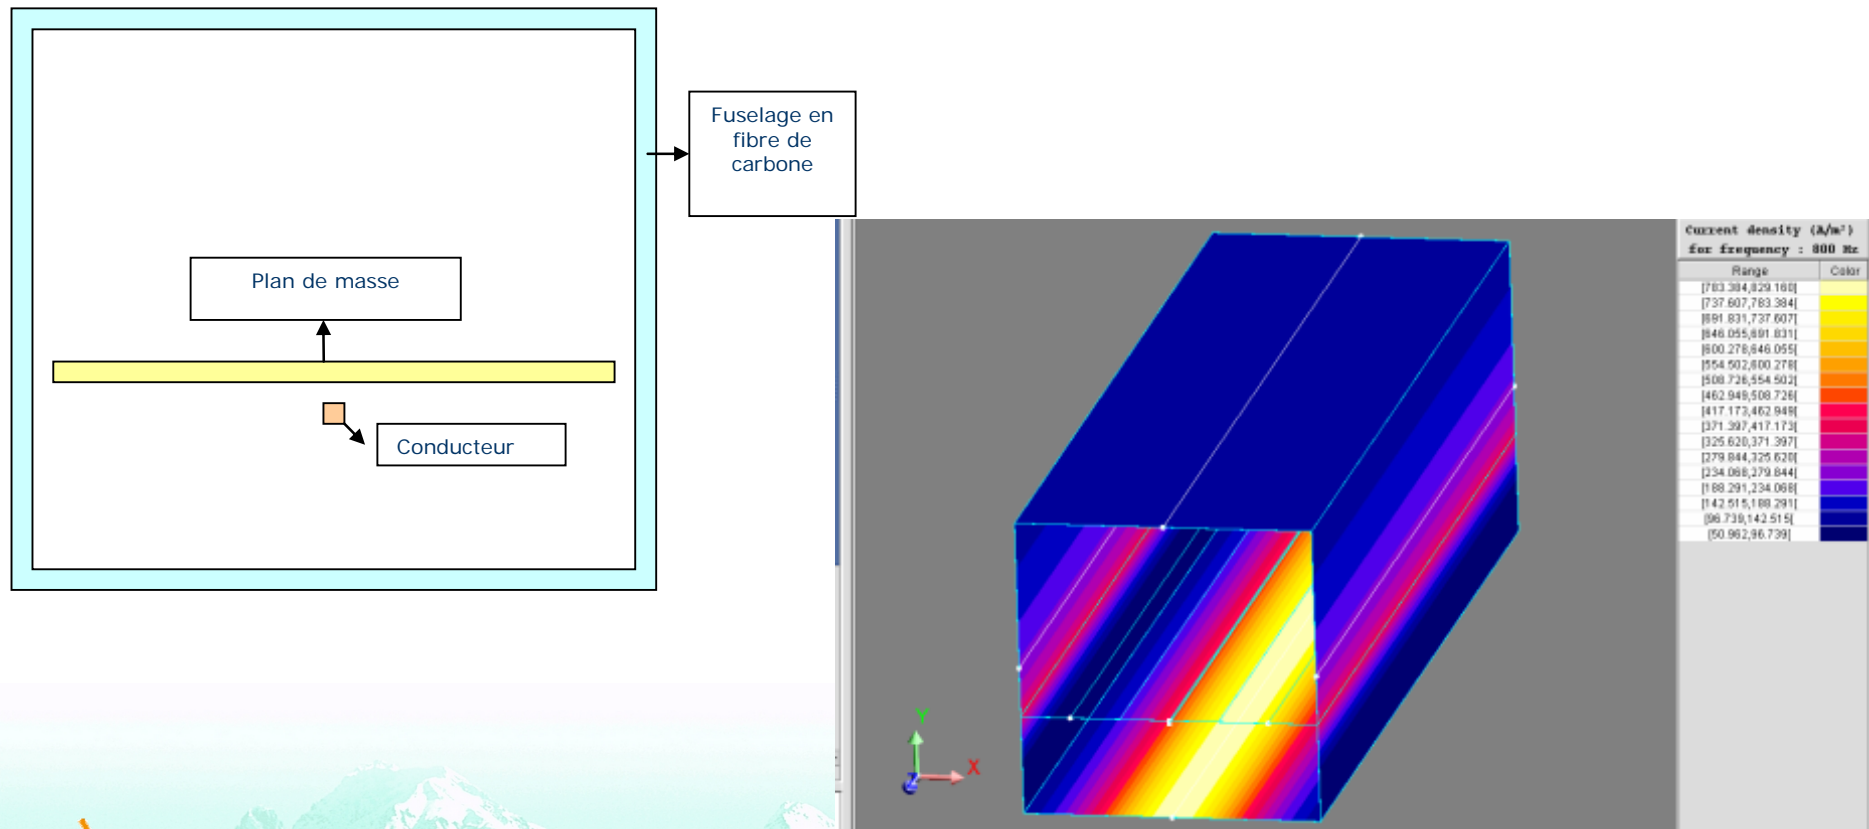 Fuselage en
fibre de
carbone
Plan de masse
Conducteur
Current density (A/m²)
for frequency : 800 Hz
Range Color
[783.384,829.160[
[737.607,783.384[
[691.831,737.607[
[646.055,691.831[
[600.278,646.055[
[554.502,600.278[
[508.726,554.502[
[462.949,508.726[
[417.173,462.949[
[371.397,417.173[
[325.620,371.397[
[279.844,325.620[
[234.068,279.844[
[188.291,234.068[
[142.515,188.291[
[96.739,142.515[
[50.962,96.739[
Y
X